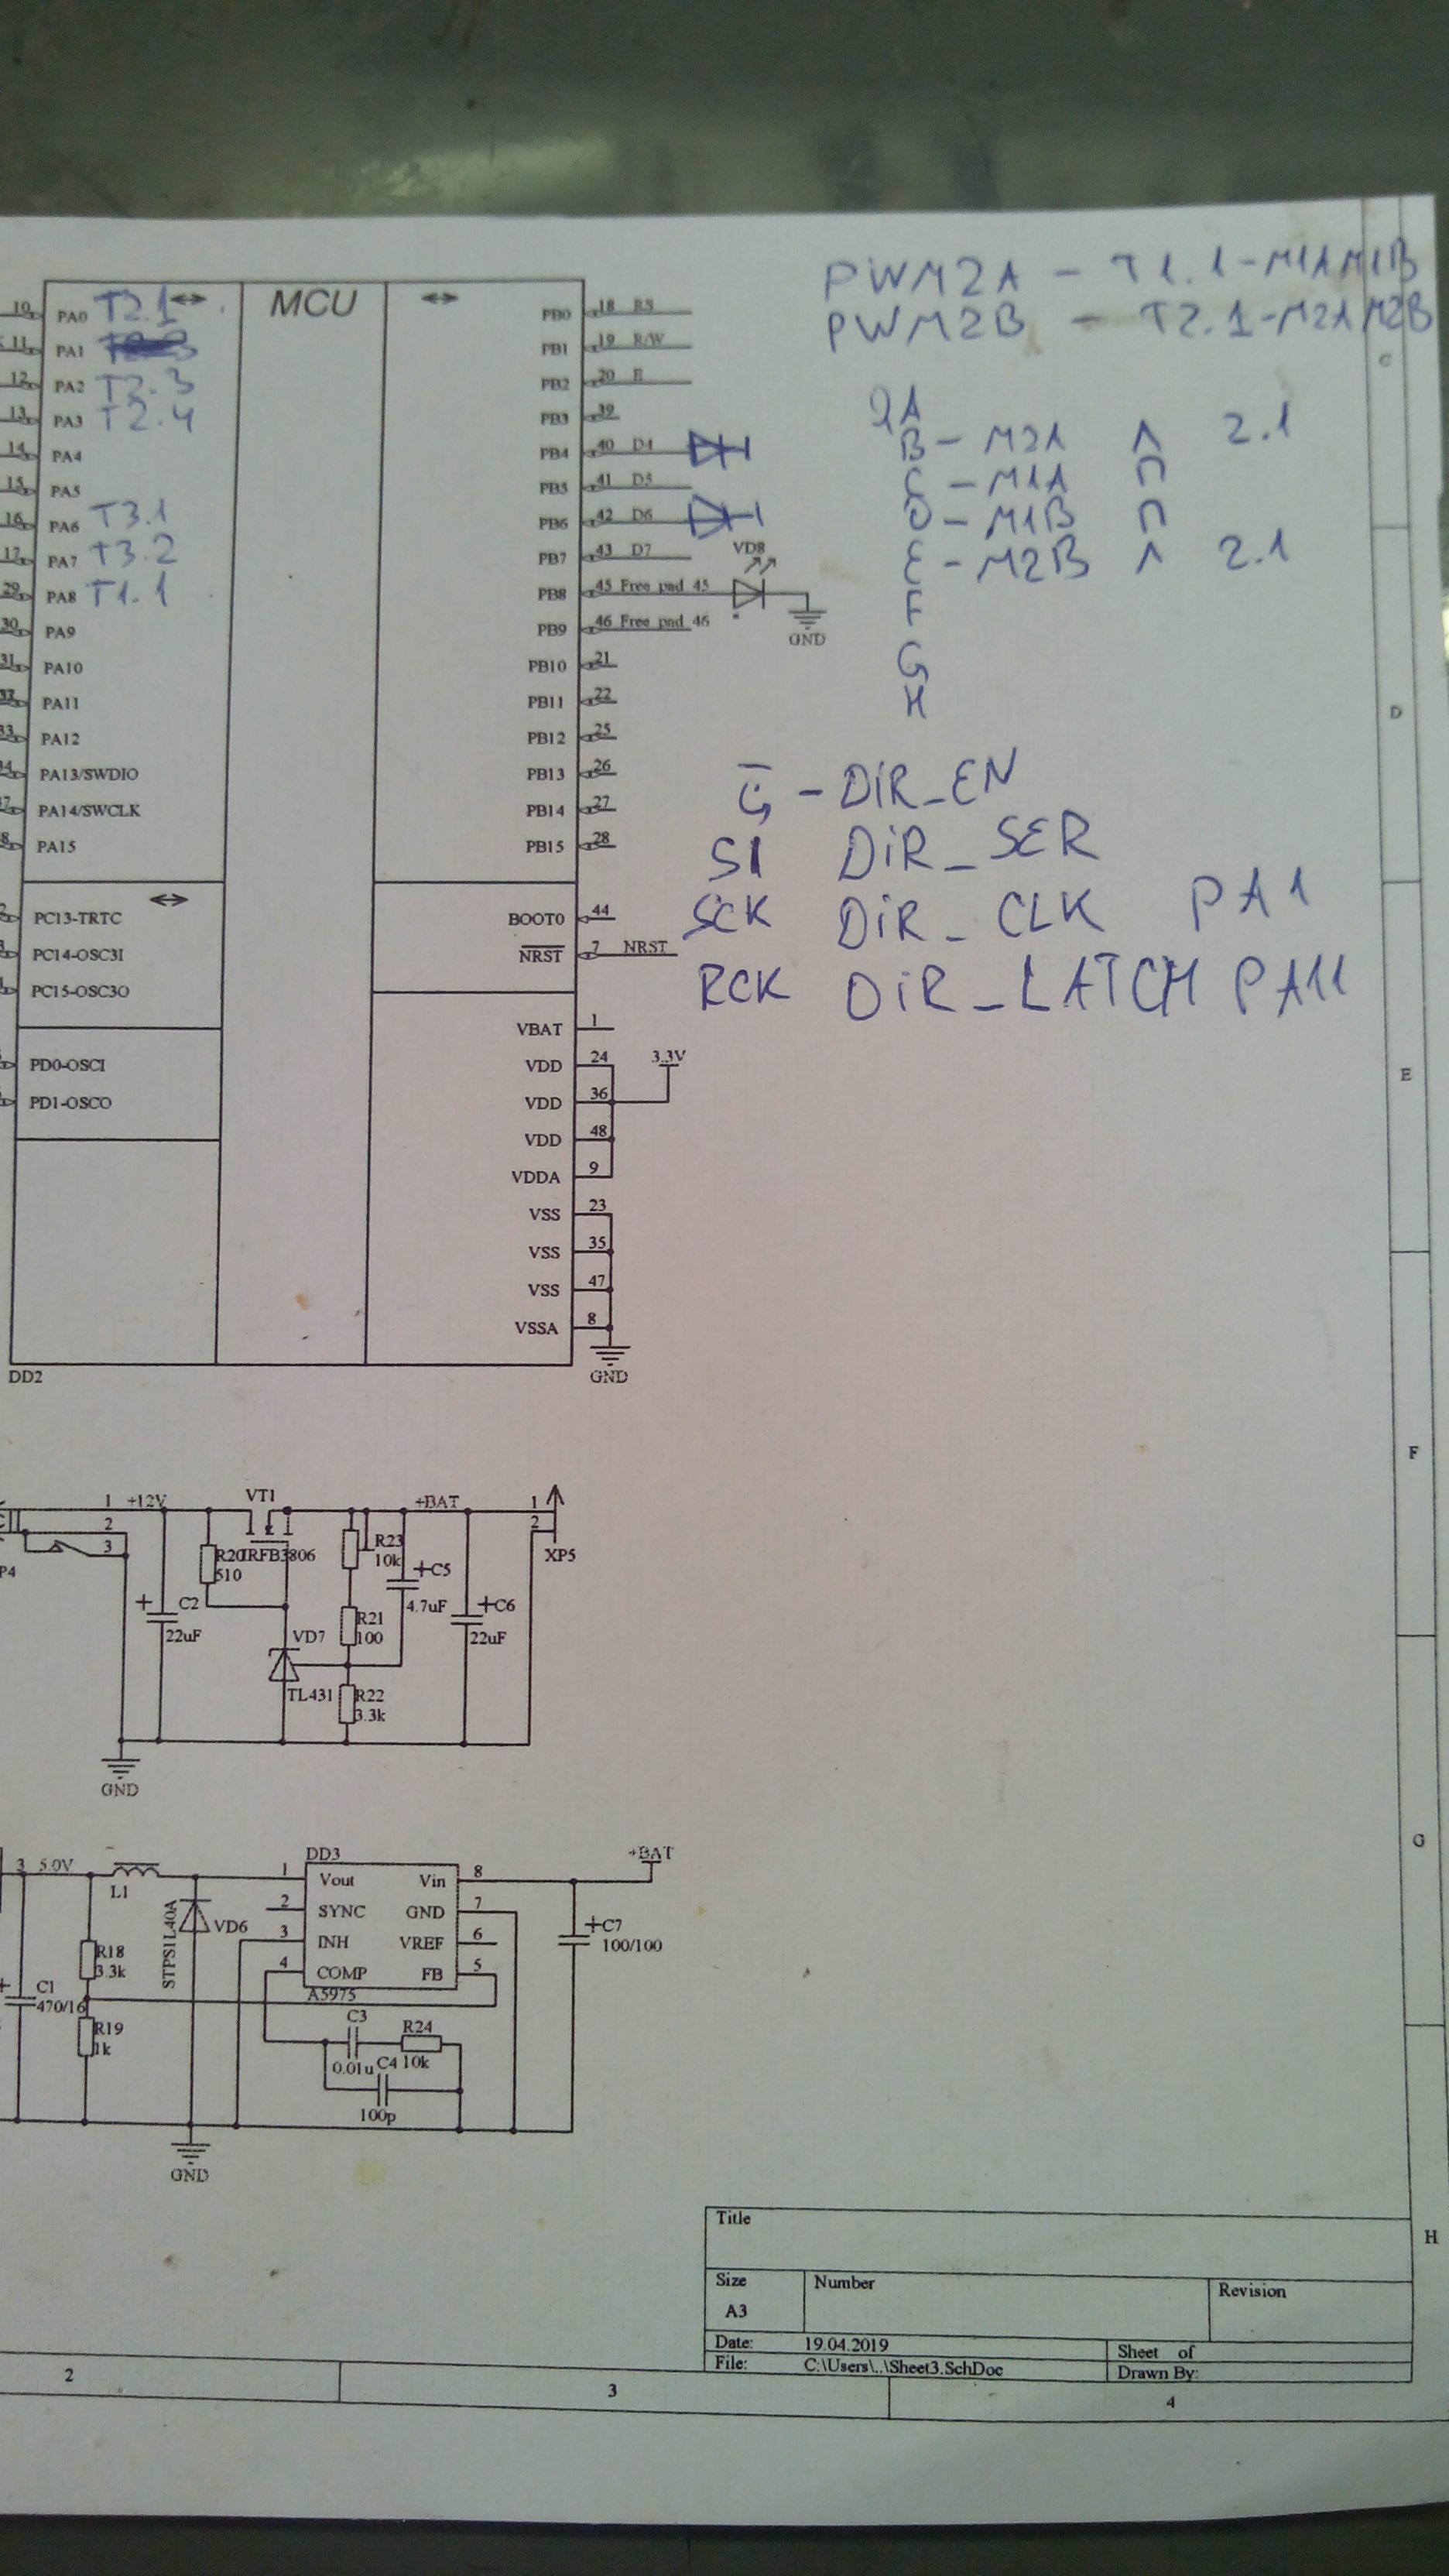 MCU
10 PA0 T2.1
11 PA1
12 PA2 T2.3
13 PA3 T2.4
14 PA4
15 PA5
16 PA6 T3.1
17 PA7 T3.2
29 PA8 T1.1
30 PA9
31 PA10
PA11
33 PA12
34 PA13/SWDIO
37 PA14/SWCLK
38 PA15
PC13-TRTC
PC14-OSC3I
PC15-OSC3O
PD0-OSCI
PD1-OSCO
DD2
PB0 18 RS
PB1 19 R/W
PB2 20 E
PB3 39
PB4 40 D4
PB5 41 D5
PB6 42 D6
PB7 43 D7
VD8
PB8 45 Free pad 45
PB9 46 Free pad 46
GND
PB10 21
PB11 22
PB12 25
PB13 26
PB14 27
PB15 28
BOOT0 44
NRST 7 NRST
VBAT 1
VDD 24 3.3V
VDD 36
VDD 48
VDDA 9
VSS 23
VSS 35
VSS 47
VSSA 8
GND
PWM2A - T1.1-M1AM1B
PWM2B - T2.1-M2AM2B
QA
B - M2A Λ 2.1
C - M1A П
D - M1B П
E - M2B Λ 2.1
F
G
H
G̅ - DiR_EN
SI DiR_SER
SCK DiR_CLK PA1
RCK DiR_LATCH PA11
C
D
E
F
G
H
1 +12V VT1 +BAT 1
2 2
3
P4 R20 IRFB3806 R23 XP5
510 10k
+ C2 22uF
+C5 4.7uF
+C6 22uF
R21 100
VD7
TL431
R22 3.3k
GND
3 5.0V
L1
DD3
+BAT
1 Vout Vin 8
2 SYNC GND 7
3 INH VREF 6
4 COMP FB 5
A5975
STPS1L40A VD6
+C7 100/100
R18 3.3k
C1 470/16
R19 1k
C3 R24
0.01u C4 10k
100p
GND
Title
Size Number Revision
A3
Date: 19.04.2019 Sheet of
File: C:\Users\..\Sheet3.SchDoc Drawn By:
2 3 4